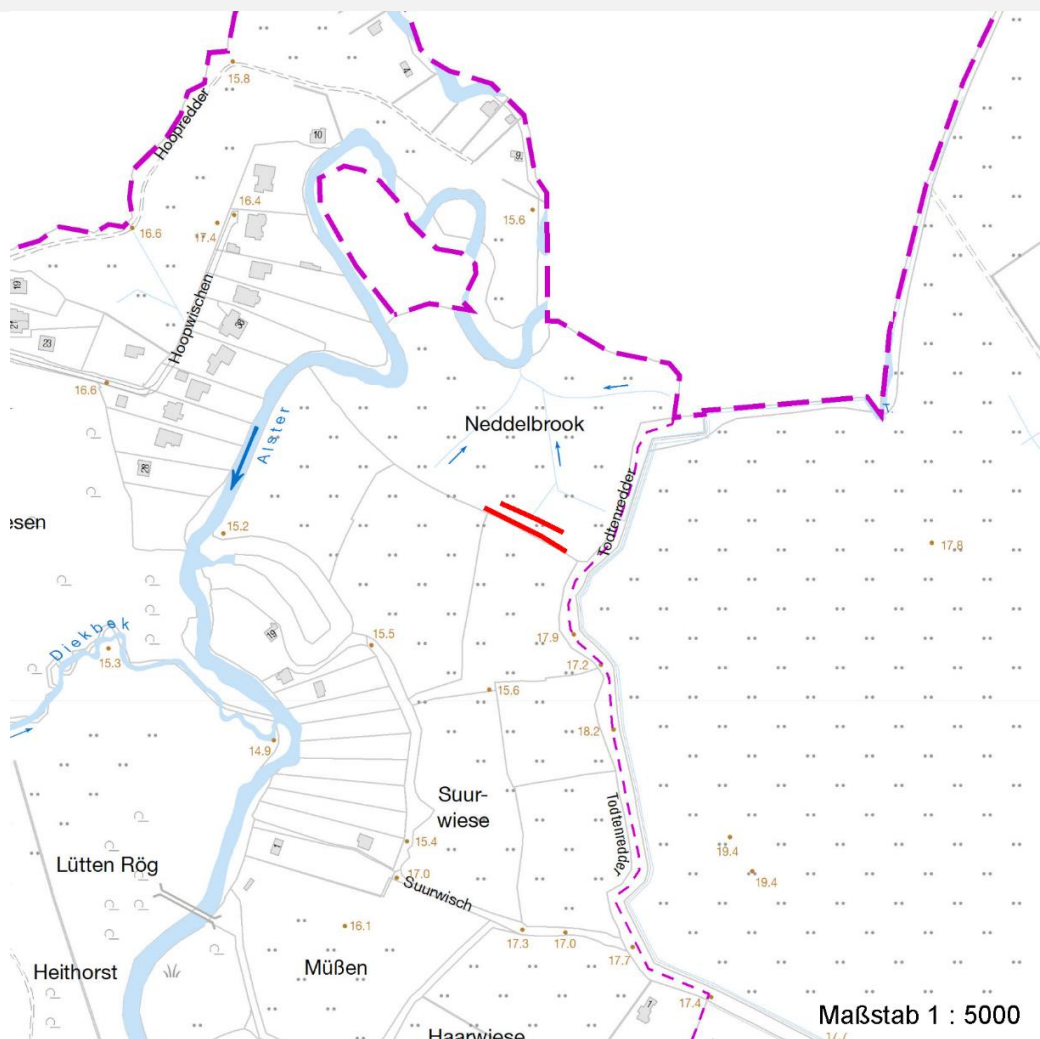 15.8
4
Hoopredder
10
9
16.4
15.6
17.4
16.6
19
21
23
Hoopwischen
38
16.6
Alster
Neddelbrook
28
esen
15.2
Todtenredder
17.8
19
17.9
15.5
Diekbek
15.3
17.2
15.6
18.2
14.9
Suur-
wiese
Todtenredder
1
15.4
19.4
19.4
Lütten Rög
17.0
Suurwisch
16.1
17.3
17.0
17.7
Heithorst
Müßen
17.4
Maßstab 1 : 5000
Haarwiese